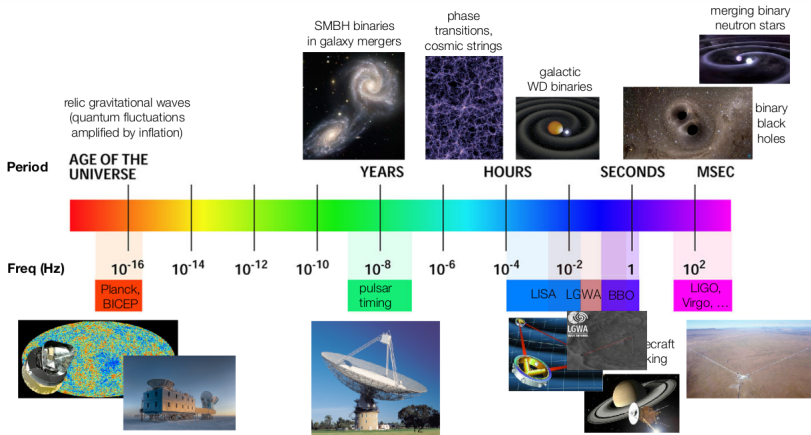 SMBH binaries
in galaxy mergers
phase
transitions,
cosmic strings
merging binary
neutron stars
galactic
WD binaries
relic gravitational waves
(quantum fluctuations
amplified by inflation)
binary
black
holes
Period
AGE OF THE
UNIVERSE
YEARS
HOURS
SECONDS
MSEC
Freq (Hz)
10⁻¹⁶
10⁻¹⁴
10⁻¹²
10⁻¹⁰
10⁻⁸
10⁻⁶
10⁻⁴
10⁻²
1
10²
Planck,
BICEP
pulsar
timing
LISA
LGWA
BBO
LIGO,
Virgo, ...
LGWA